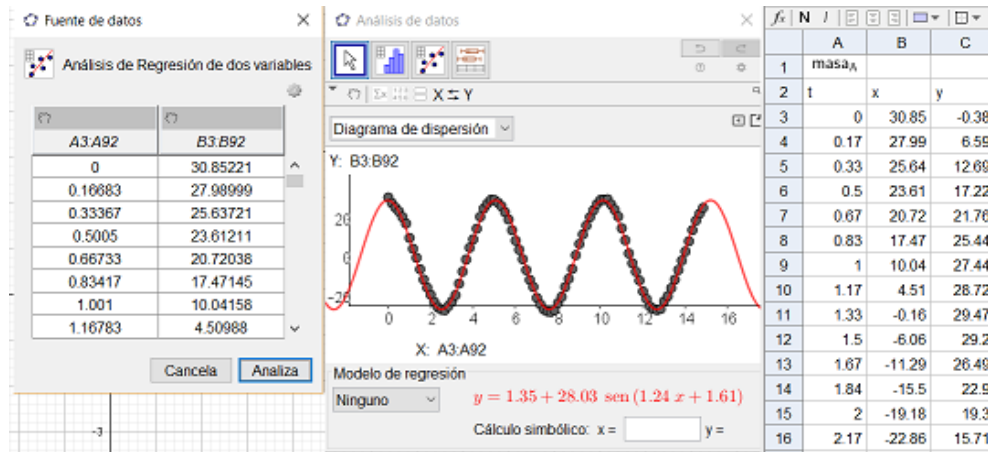 Fuente de datos
Análisis de Regresión de dos variables
A3:A92 B3:B92
0 30.85221
0.16683 27.98999
0.33367 25.63721
0.5005 23.61211
0.66733 20.72038
0.83417 17.47145
1.001 10.04158
1.16783 4.50988
Cancela Analiza
-3
Análisis de datos
X ⇆ Y
Diagrama de dispersión
Y: B3:B92
26
0
-26
0 2 4 6 8 10 12 14 16
X: A3:A92
Modelo de regresión
Ninguno
y = 1.35 + 28.03 sen (1.24 x + 1.61)
Cálculo simbólico: x = y =
fx N I
A B C
1 masaA
2 t x y
3 0 30.85 -0.38
4 0.17 27.99 6.59
5 0.33 25.64 12.69
6 0.5 23.61 17.22
7 0.67 20.72 21.76
8 0.83 17.47 25.44
9 1 10.04 27.44
10 1.17 4.51 28.72
11 1.33 -0.16 29.47
12 1.5 -6.06 29.2
13 1.67 -11.29 26.49
14 1.84 -15.5 22.9
15 2 -19.18 19.3
16 2.17 -22.86 15.71